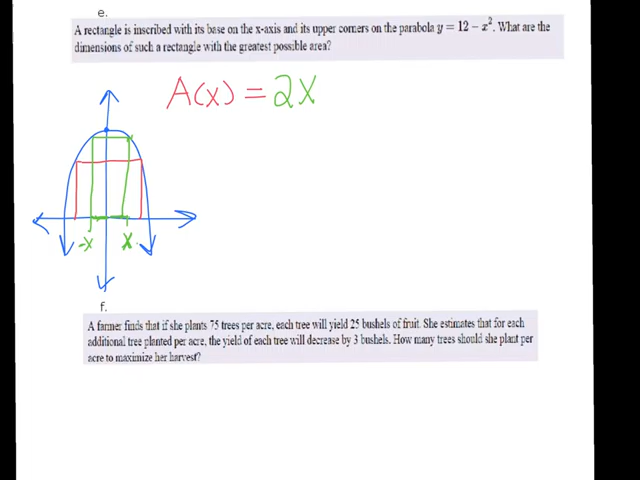 e.
A rectangle is inscribed with its base on the x-axis and its upper corners on the parabola y = 12 − x². What are the
dimensions of such a rectangle with the greatest possible area?
A(x) = 2x
-x x
f.
A farmer finds that if she plants 75 trees per acre, each tree will yield 25 bushels of fruit. She estimates that for each
additional tree planted per acre, the yield of each tree will decrease by 3 bushels. How many trees should she plant per
acre to maximize her harvest?